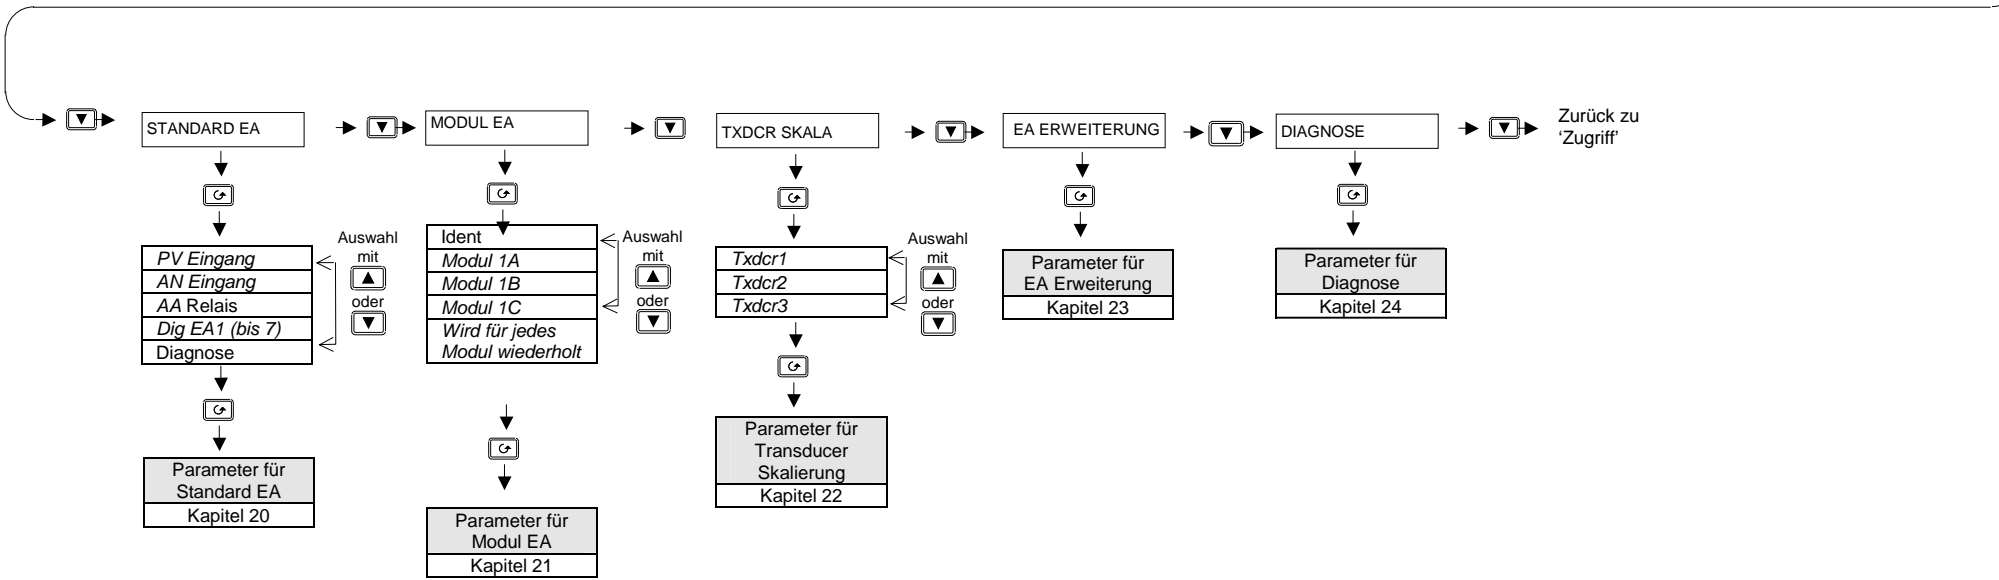 STANDARD EA
PV Eingang
AN Eingang
AA Relais
Dig EA1 (bis 7)
Diagnose
Auswahl
mit
oder
Parameter für
Standard EA
Kapitel 20
MODUL EA
Ident
Modul 1A
Modul 1B
Modul 1C
Wird für jedes
Modul wiederholt
Auswahl
mit
oder
Parameter für
Modul EA
Kapitel 21
TXDCR SKALA
Txdcr1
Txdcr2
Txdcr3
Auswahl
mit
oder
Parameter für
Transducer
Skalierung
Kapitel 22
EA ERWEITERUNG
Parameter für
EA Erweiterung
Kapitel 23
DIAGNOSE
Parameter für
Diagnose
Kapitel 24
Zurück zu
‘Zugriff’